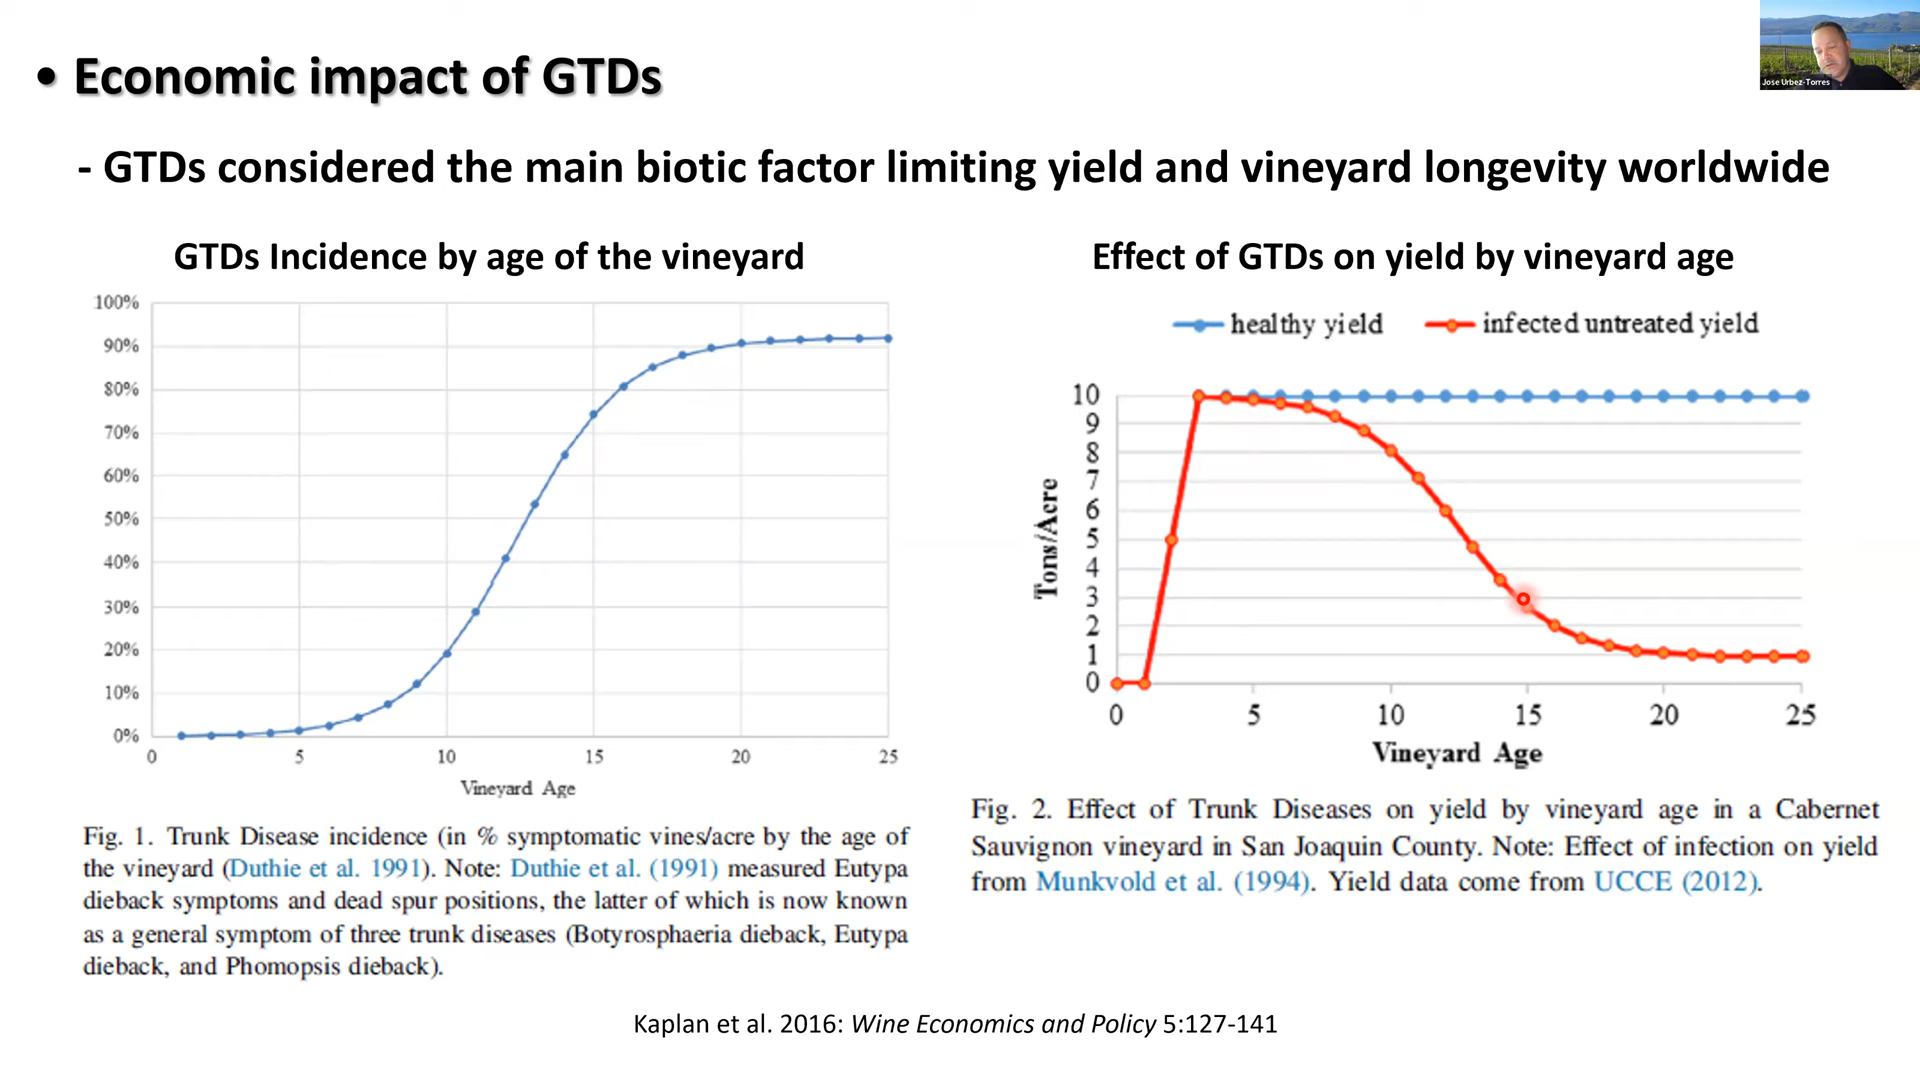 • Economic impact of GTDs
Jose Urbez-Torres
- GTDs considered the main biotic factor limiting yield and vineyard longevity worldwide
GTDs Incidence by age of the vineyard
100%
90%
80%
70%
60%
50%
40%
30%
20%
10%
0%
0 5 10 15 20 25
Vineyard Age
Fig. 1. Trunk Disease incidence (in % symptomatic vines/acre by the age of
the vineyard (Duthie et al. 1991). Note: Duthie et al. (1991) measured Eutypa
dieback symptoms and dead spur positions, the latter of which is now known
as a general symptom of three trunk diseases (Botyrosphaeria dieback, Eutypa
dieback, and Phomopsis dieback).
Effect of GTDs on yield by vineyard age
healthy yield infected untreated yield
10
9
8
7
6
5
4
3
2
1
0
Tons/Acre
0 5 10 15 20 25
Vineyard Age
Fig. 2. Effect of Trunk Diseases on yield by vineyard age in a Cabernet
Sauvignon vineyard in San Joaquin County. Note: Effect of infection on yield
from Munkvold et al. (1994). Yield data come from UCCE (2012).
Kaplan et al. 2016: Wine Economics and Policy 5:127-141